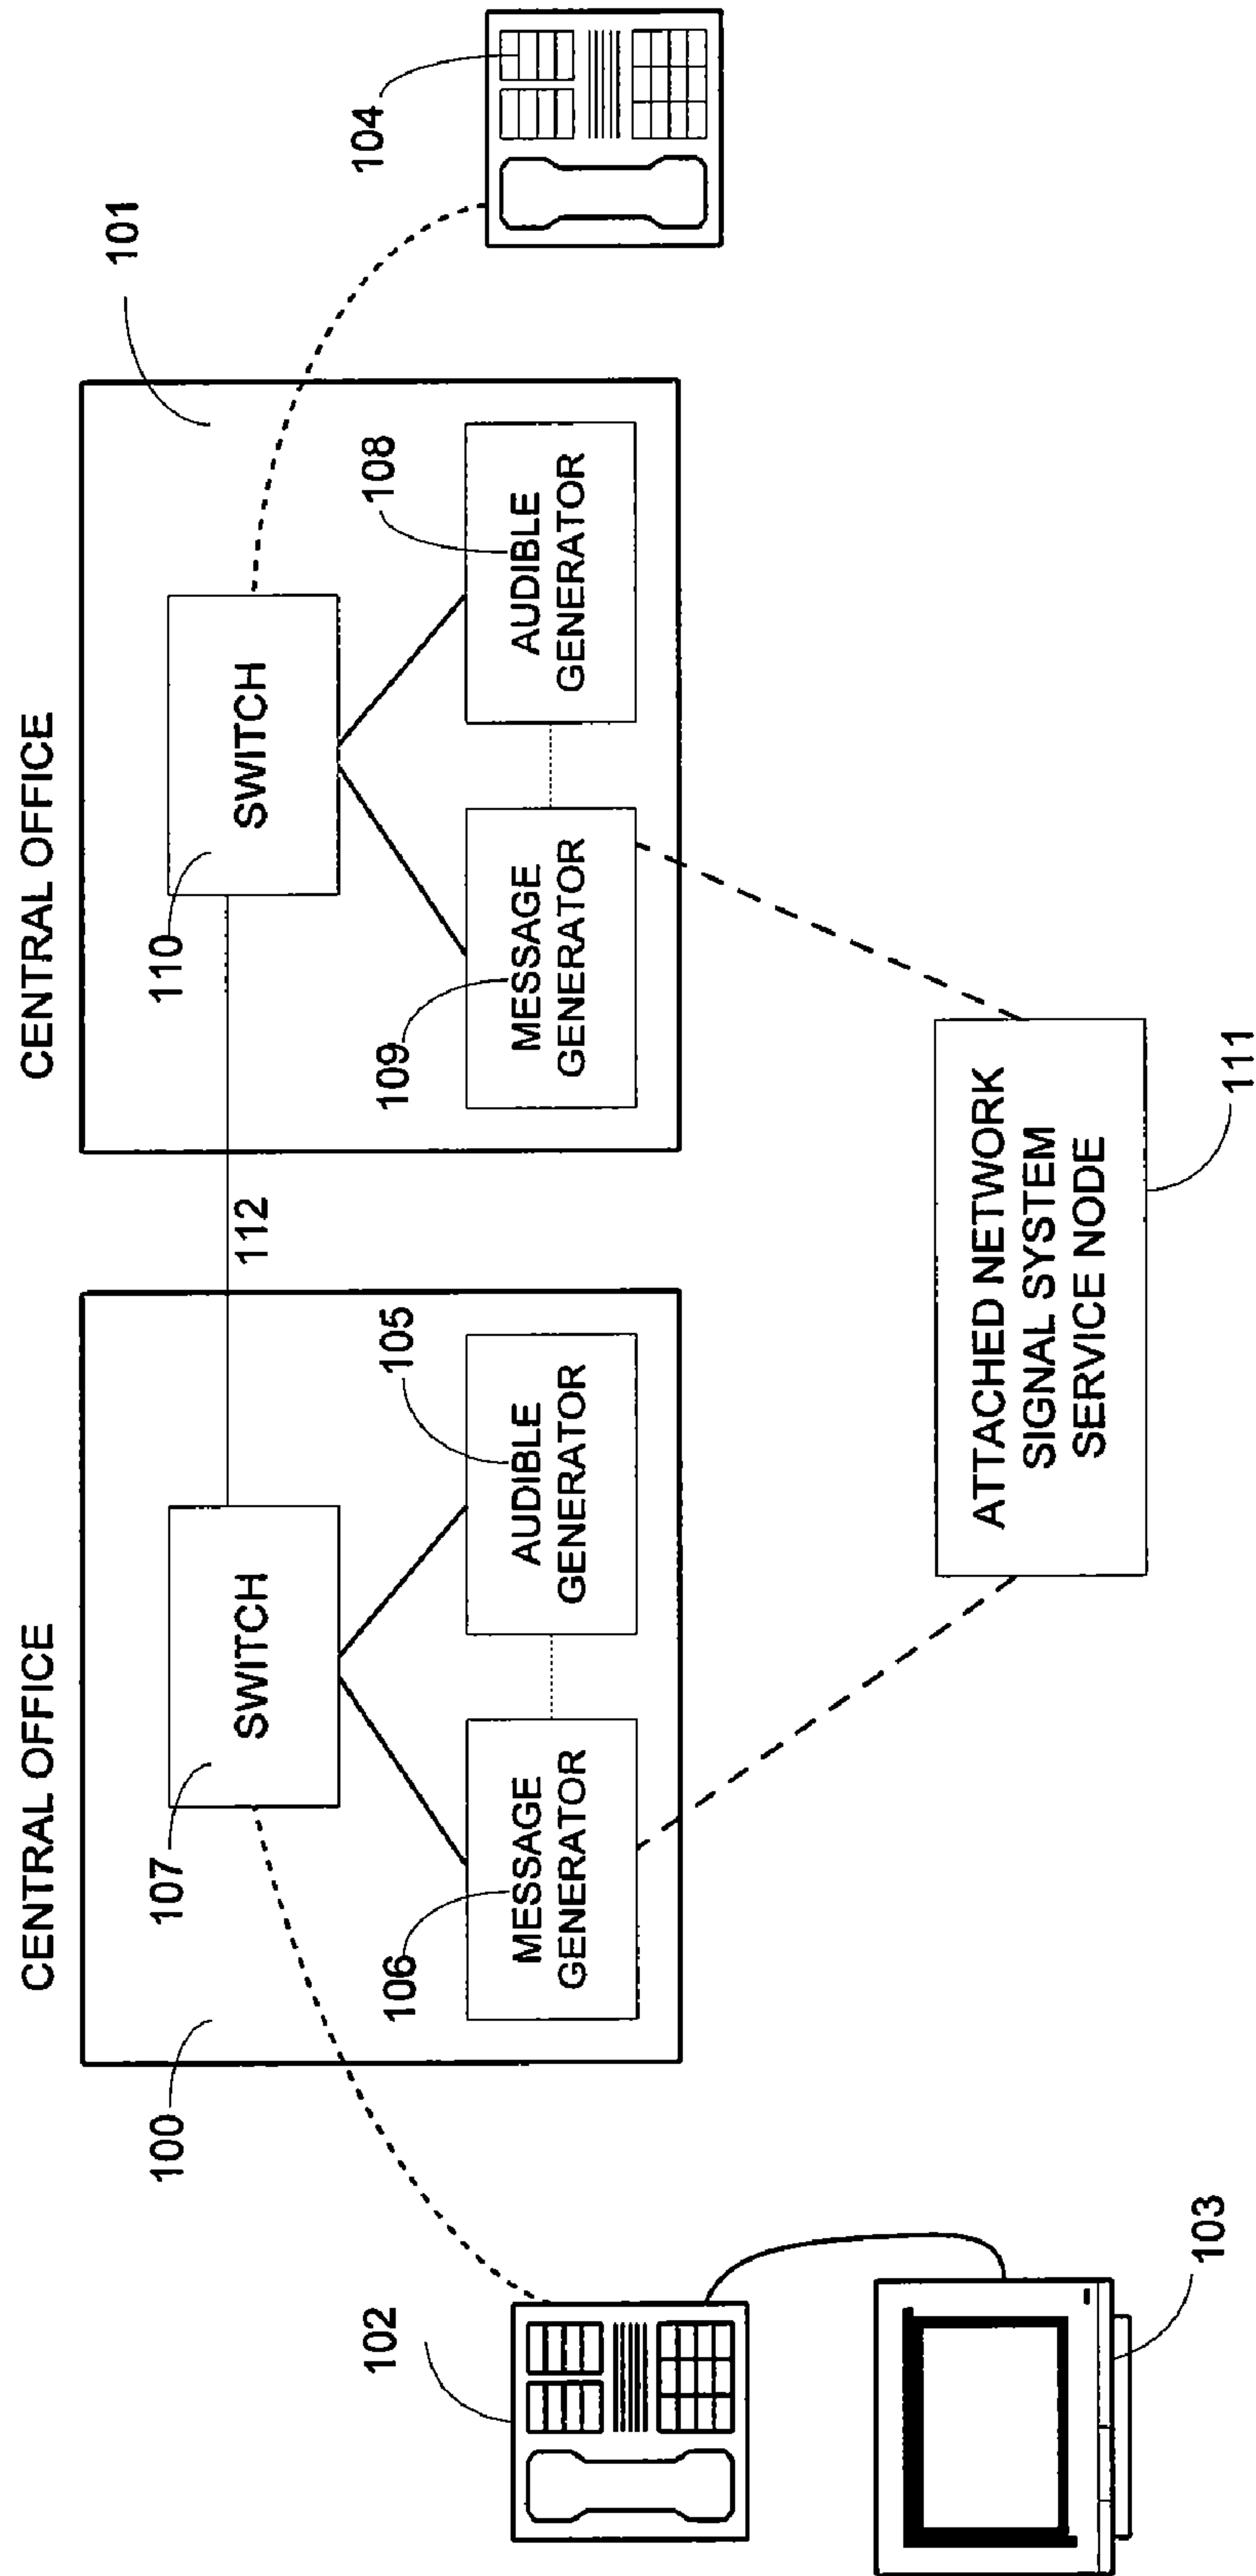 CENTRAL OFFICE
CENTRAL OFFICE
100
107
SWITCH
112
110
SWITCH
101
104
102
106
MESSAGE
GENERATOR
105
AUDIBLE
GENERATOR
109
MESSAGE
GENERATOR
108
AUDIBLE
GENERATOR
103
ATTACHED NETWORK
SIGNAL SYSTEM
SERVICE NODE
111